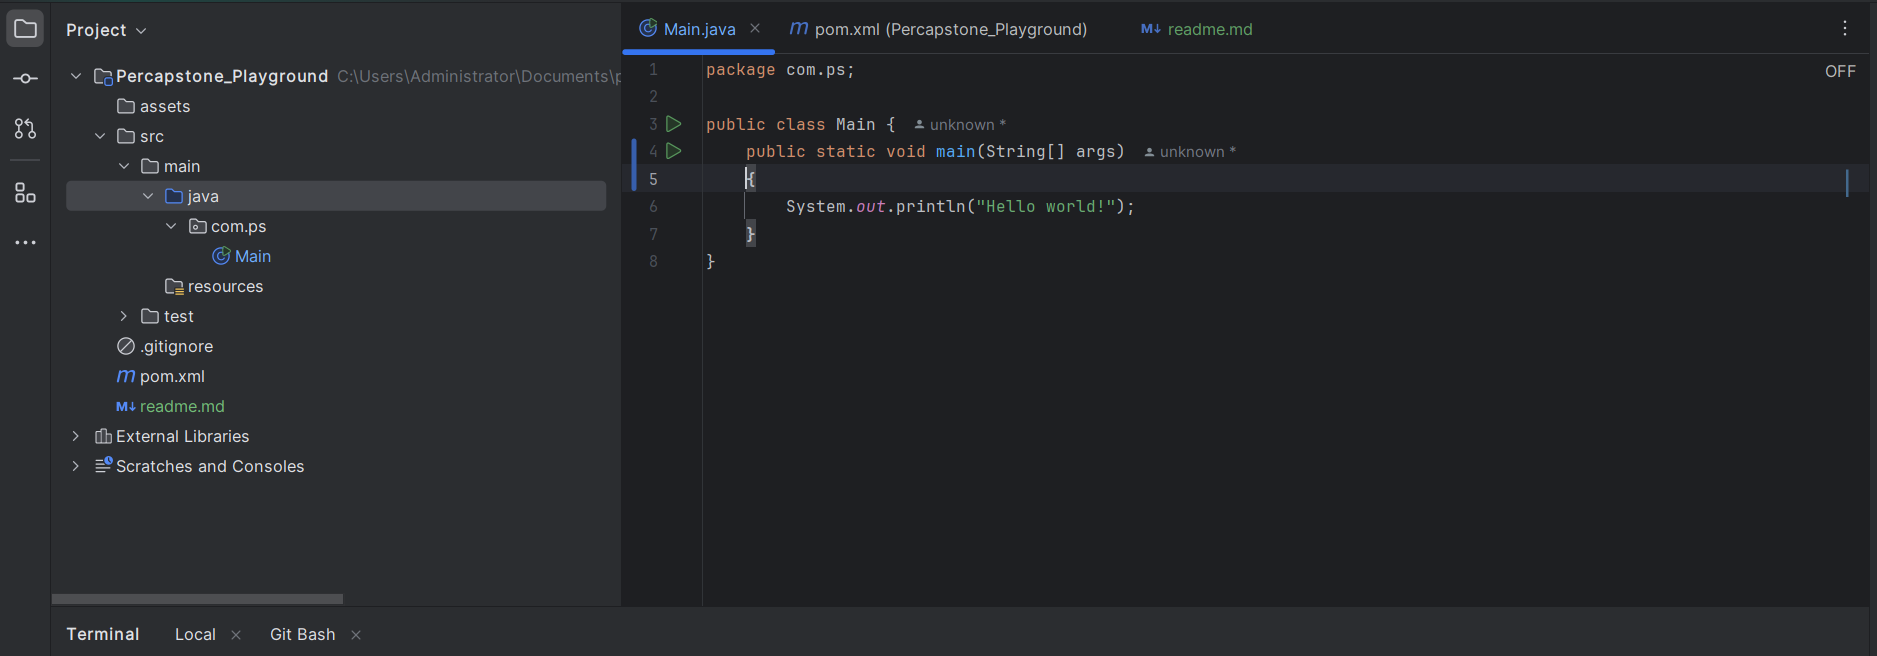 Project
Percapstone_Playground C:\Users\Administrator\Documents\
assets
src
main
java
com.ps
Main
resources
test
.gitignore
pom.xml
M↓ readme.md
External Libraries
Scratches and Consoles
Main.java
m pom.xml (Percapstone_Playground)
M↓ readme.md
OFF
1 package com.ps;
2
3 public class Main { unknown *
4 public static void main(String[] args) unknown *
5 {
6 System.out.println("Hello world!");
7 }
8 }
Terminal Local Git Bash